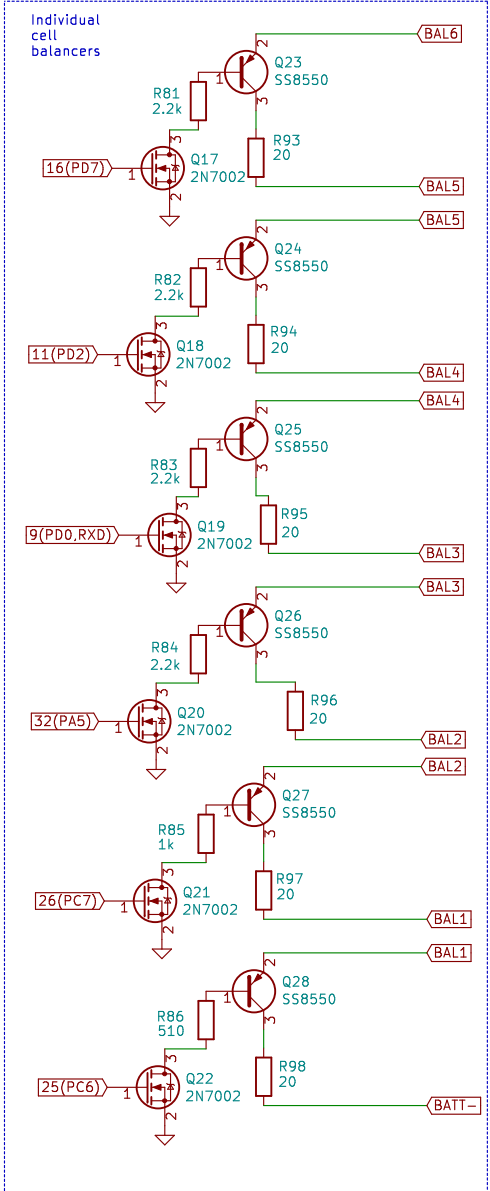 Individual
cell
balancers
BAL6
2
Q23
SS8550
1
3
R81
2.2k
R93
20
3
16(PD7)
1
Q17
2N7002
2
BAL5
BAL5
2
Q24
SS8550
1
3
R82
2.2k
R94
20
3
11(PD2)
1
Q18
2N7002
2
BAL4
BAL4
2
Q25
SS8550
1
3
R83
2.2k
R95
20
3
9(PD0,RXD)
1
Q19
2N7002
2
BAL3
BAL3
2
Q26
SS8550
1
3
R84
2.2k
R96
20
3
32(PA5)
1
Q20
2N7002
2
BAL2
BAL2
2
Q27
SS8550
1
3
R85
1k
R97
20
3
26(PC7)
1
Q21
2N7002
2
BAL1
BAL1
2
Q28
SS8550
1
3
R86
510
R98
20
3
25(PC6)
1
Q22
2N7002
2
BATT-